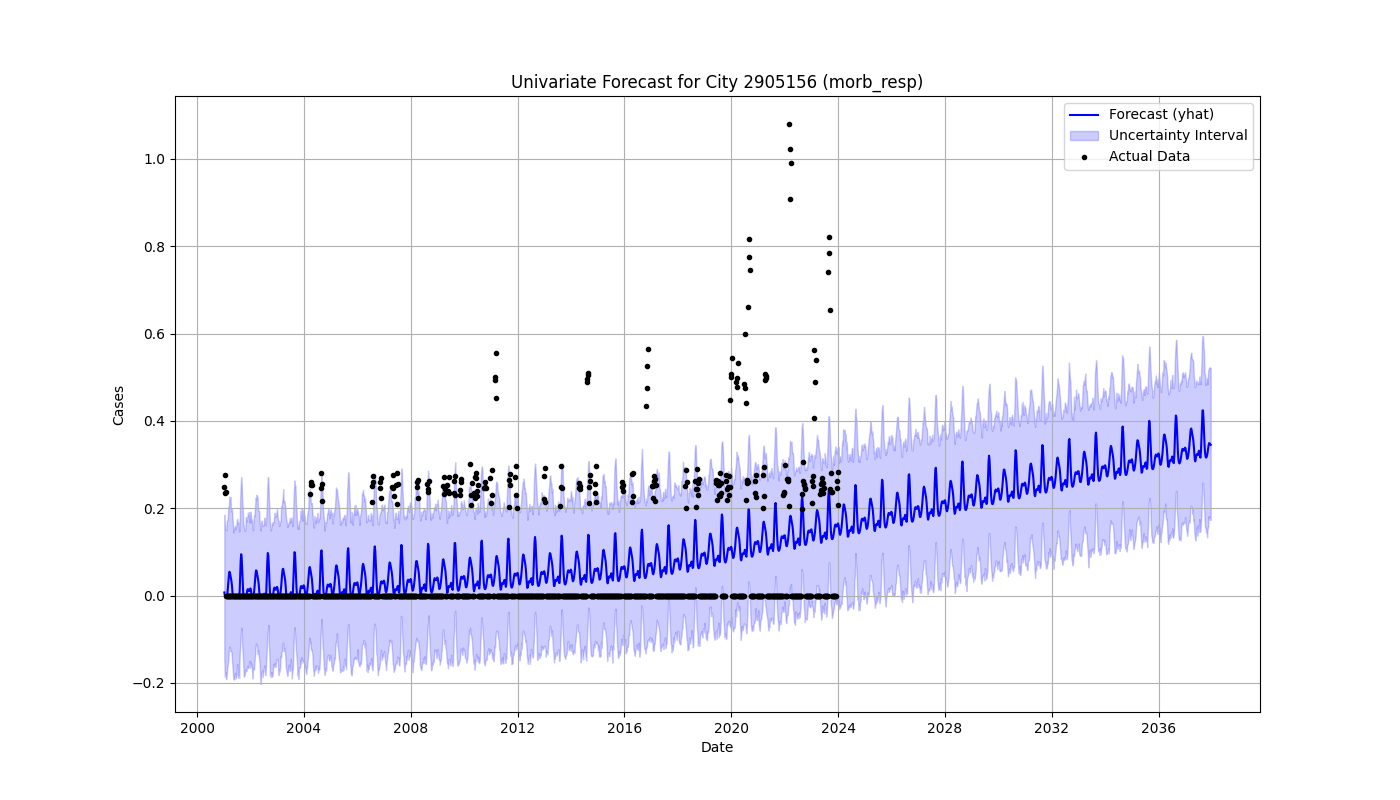 Univariate Forecast for City 2905156 (morb_resp)
Forecast (yhat)
Uncertainty Interval
Actual Data
Cases
1.0
0.8
0.6
0.4
0.2
0.0
−0.2
2000 2004 2008 2012 2016 2020 2024 2028 2032 2036
Date